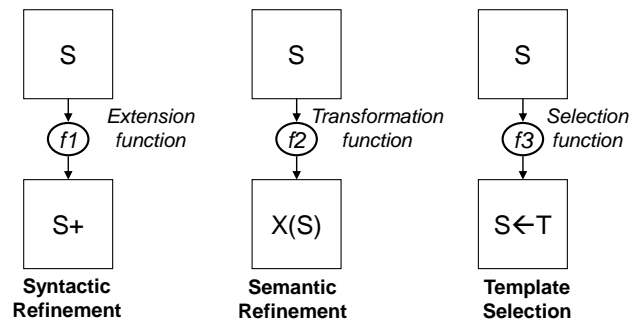 S
S
S
f1
Extension
function
f2
Transformation
function
f3
Selection
function
S+
X(S)
S←T
Syntactic
Refinement
Semantic
Refinement
Template
Selection